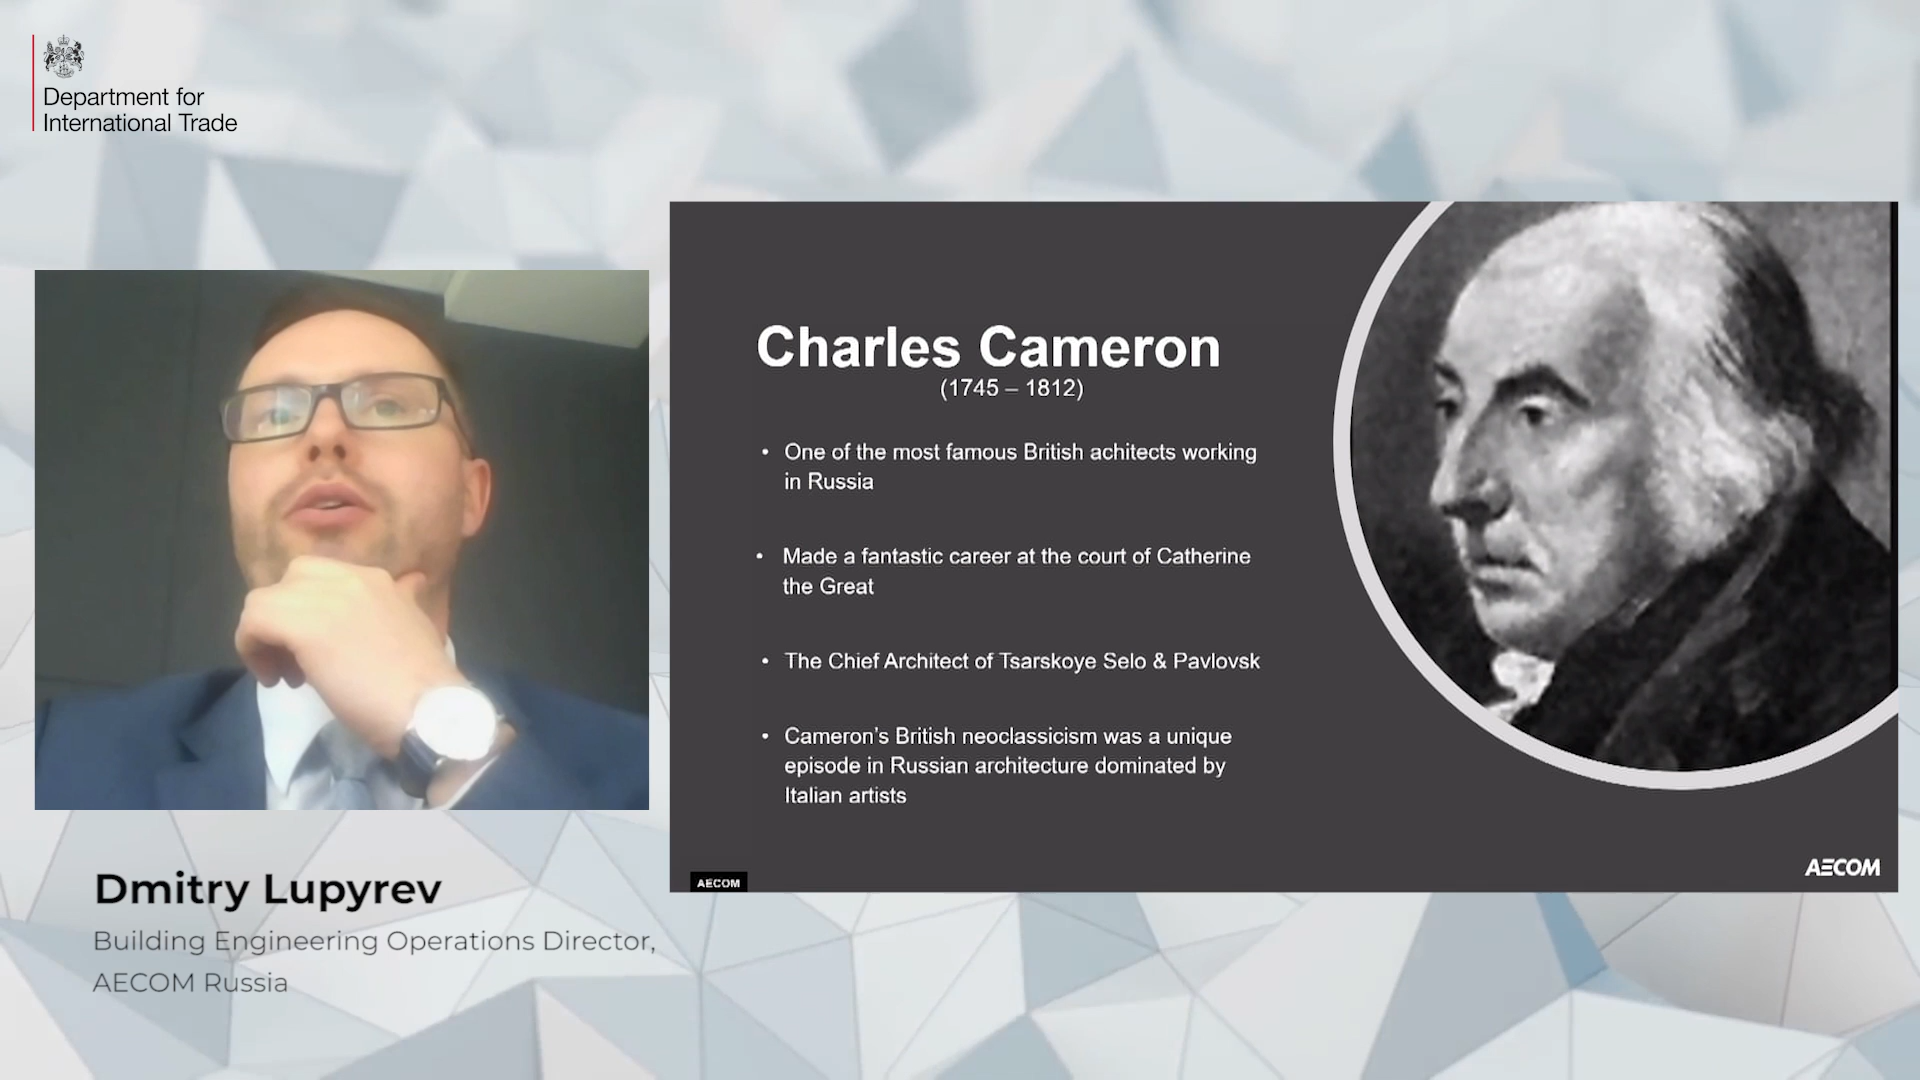 Department for
International Trade
Charles Cameron
(1745 – 1812)
• One of the most famous British achitects working
in Russia
• Made a fantastic career at the court of Catherine
the Great
• The Chief Architect of Tsarskoye Selo & Pavlovsk
• Cameron's British neoclassicism was a unique
episode in Russian architecture dominated by
Italian artists
AECOM
AECOM
Dmitry Lupyrev
Building Engineering Operations Director,
AECOM Russia